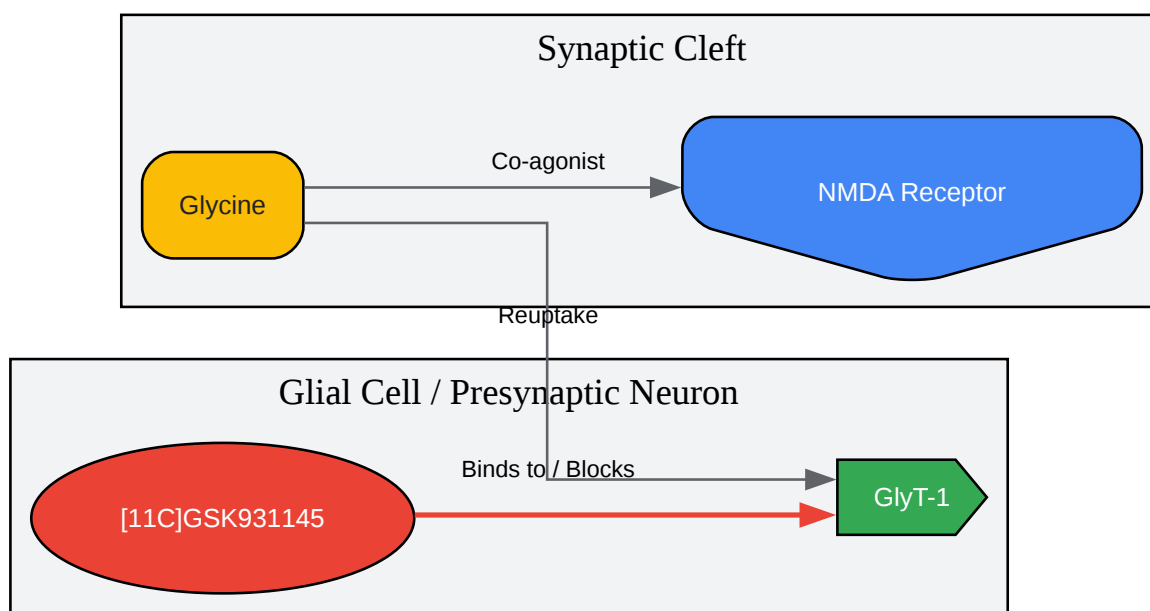 Synaptic Cleft
Co-agonist
Glycine
NMDA Receptor
Reuptake
Glial Cell / Presynaptic Neuron
Binds to / Blocks
[11C]GSK931145
GlyT-1